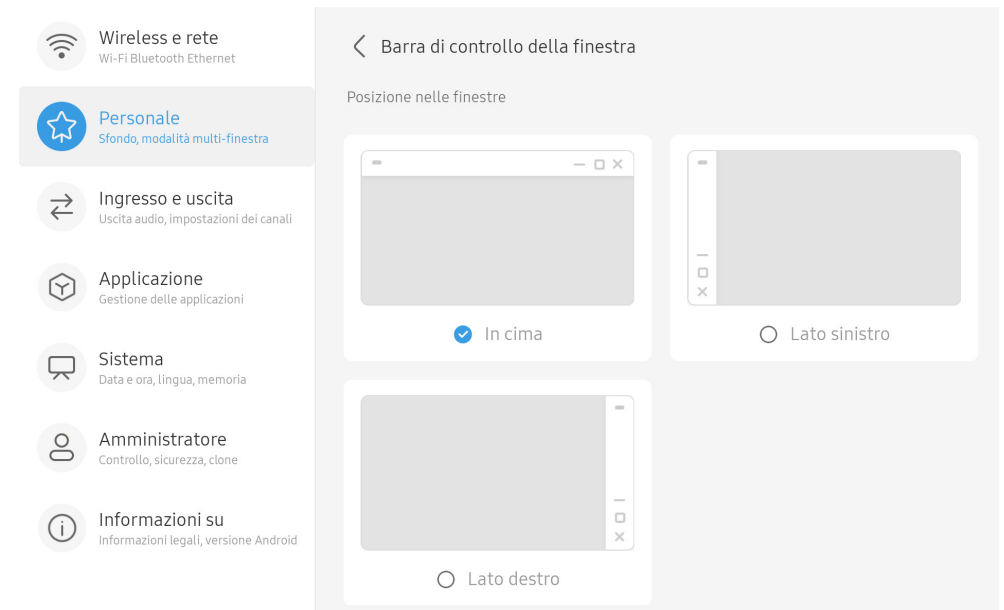 Wireless e rete
Wi-Fi Bluetooth Ethernet
Personale
Sfondo, modalità multi-finestra
Ingresso e uscita
Uscita audio, impostazioni dei canali
Applicazione
Gestione delle applicazioni
Sistema
Data e ora, lingua, memoria
Amministratore
Controllo, sicurezza, clone
Informazioni su
Informazioni legali, versione Android
Barra di controllo della finestra
Posizione nelle finestre
In cima
Lato sinistro
Lato destro